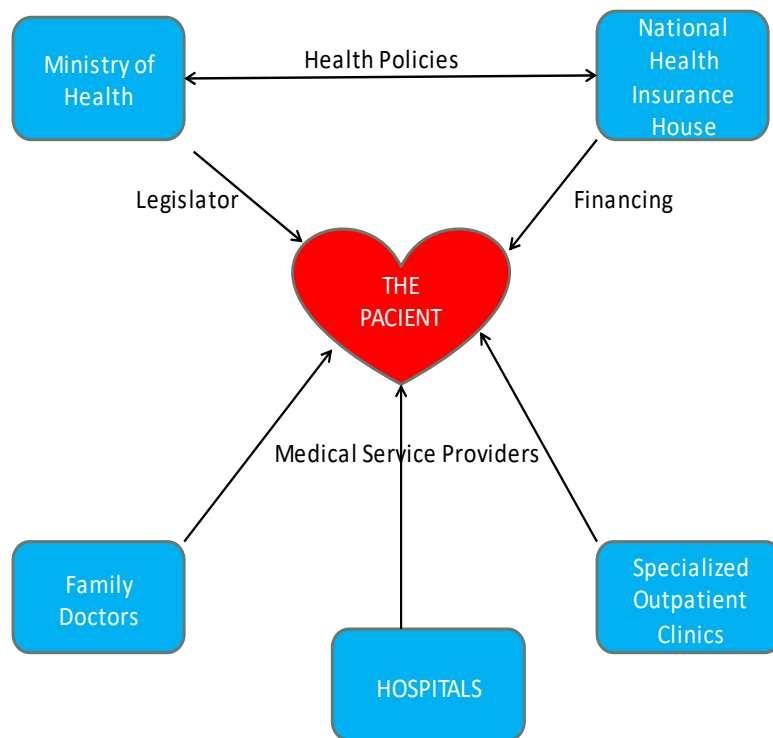 Ministry of
Health
Health Policies
National
Health
Insurance
House
Legislator
Financing
THE
PACIENT
Medical Service Providers
Family
Doctors
HOSPITALS
Specialized
Outpatient
Clinics